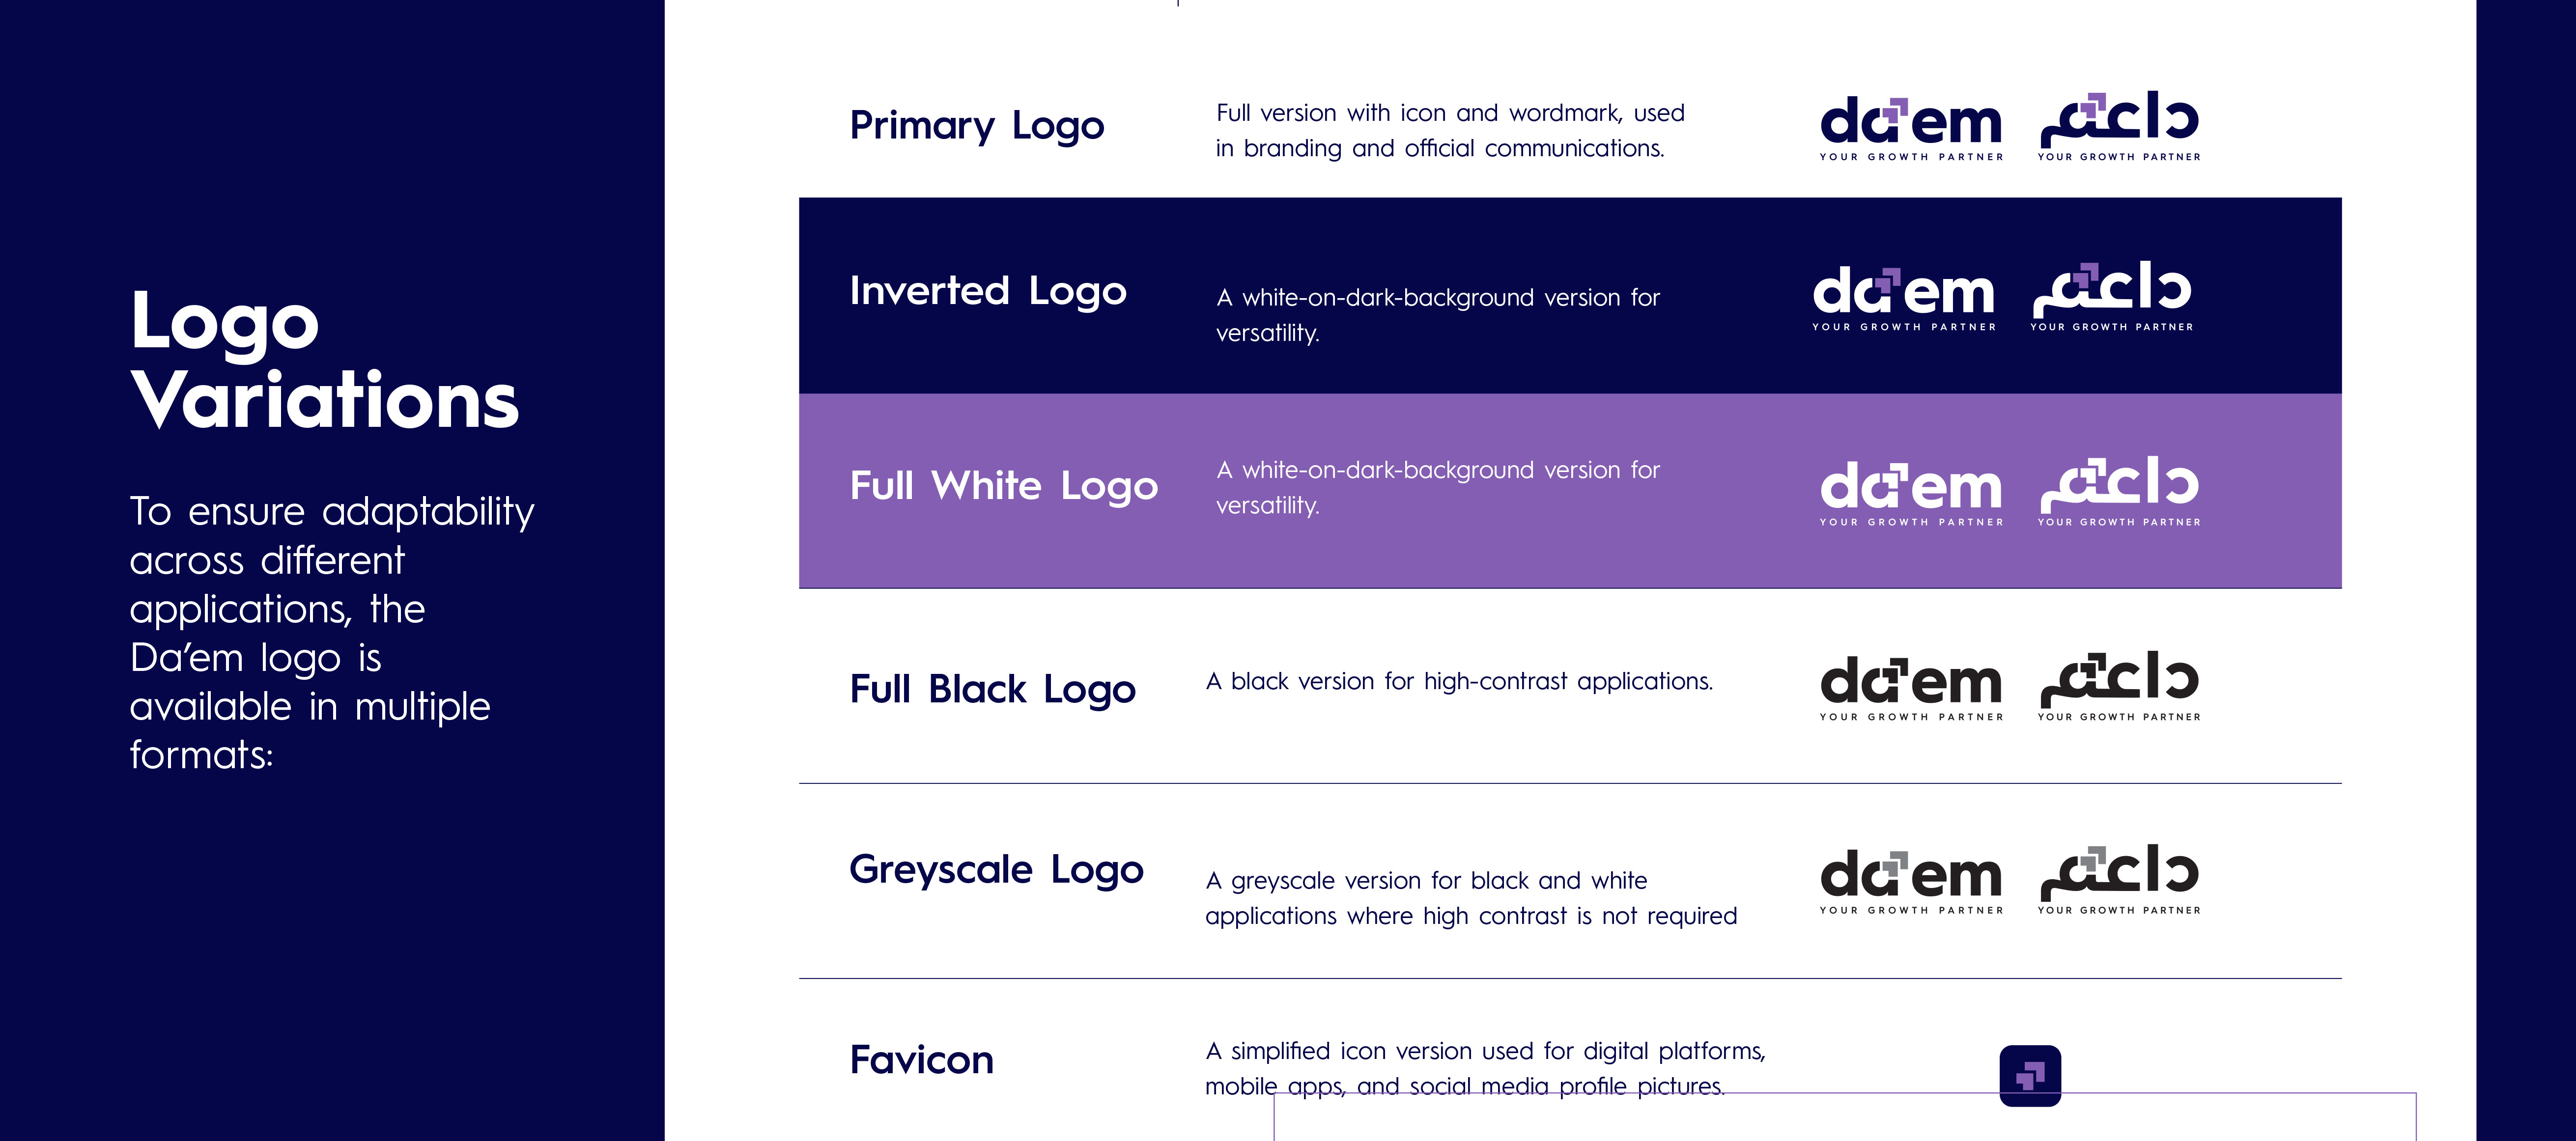 Logo
Variations
To ensure adaptability
across different
applications, the
Da’em logo is
available in multiple
formats:
Primary Logo
Full version with icon and wordmark, used
in branding and official communications.
da'em داعم
YOUR GROWTH PARTNER YOUR GROWTH PARTNER
Inverted Logo
A white-on-dark-background version for
versatility.
da'em داعم
YOUR GROWTH PARTNER YOUR GROWTH PARTNER
Full White Logo
A white-on-dark-background version for
versatility.
da'em داعم
YOUR GROWTH PARTNER YOUR GROWTH PARTNER
Full Black Logo
A black version for high-contrast applications.
da'em داعم
YOUR GROWTH PARTNER YOUR GROWTH PARTNER
Greyscale Logo
A greyscale version for black and white
applications where high contrast is not required
da'em داعم
YOUR GROWTH PARTNER YOUR GROWTH PARTNER
Favicon
A simplified icon version used for digital platforms,
mobile apps, and social media profile pictures.